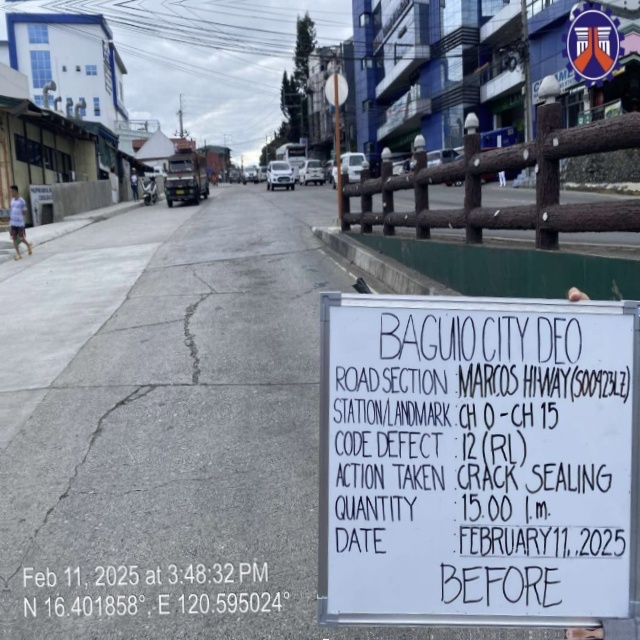 BAGUIO CITY DEO
ROAD SECTION : MARCOS HIWAY (S00923LZ)
STATION/LANDMARK : CH 0 - CH 15
CODE DEFECT : 12 (RL)
ACTION TAKEN : CRACK SEALING
QUANTITY : 15.00 l.m.
DATE : FEBRUARY 11, 2025
BEFORE
Feb 11, 2025 at 3:48:32 PM
N 16.401858°, E 120.595024°